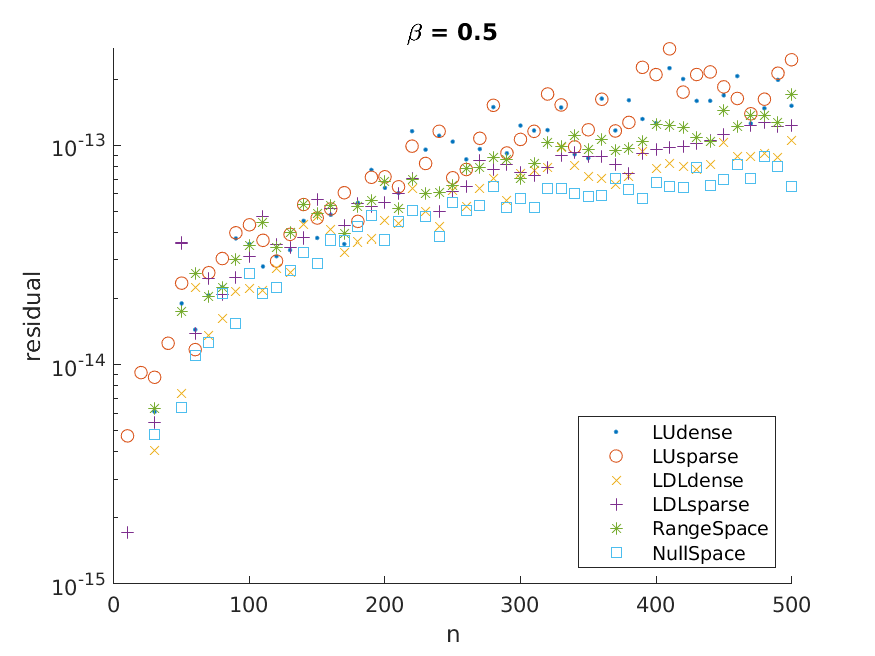 β = 0.5
residual
10-13
10-14
10-15
0 100 200 300 400 500
n
LUdense
LUsparse
LDLdense
LDLsparse
RangeSpace
NullSpace